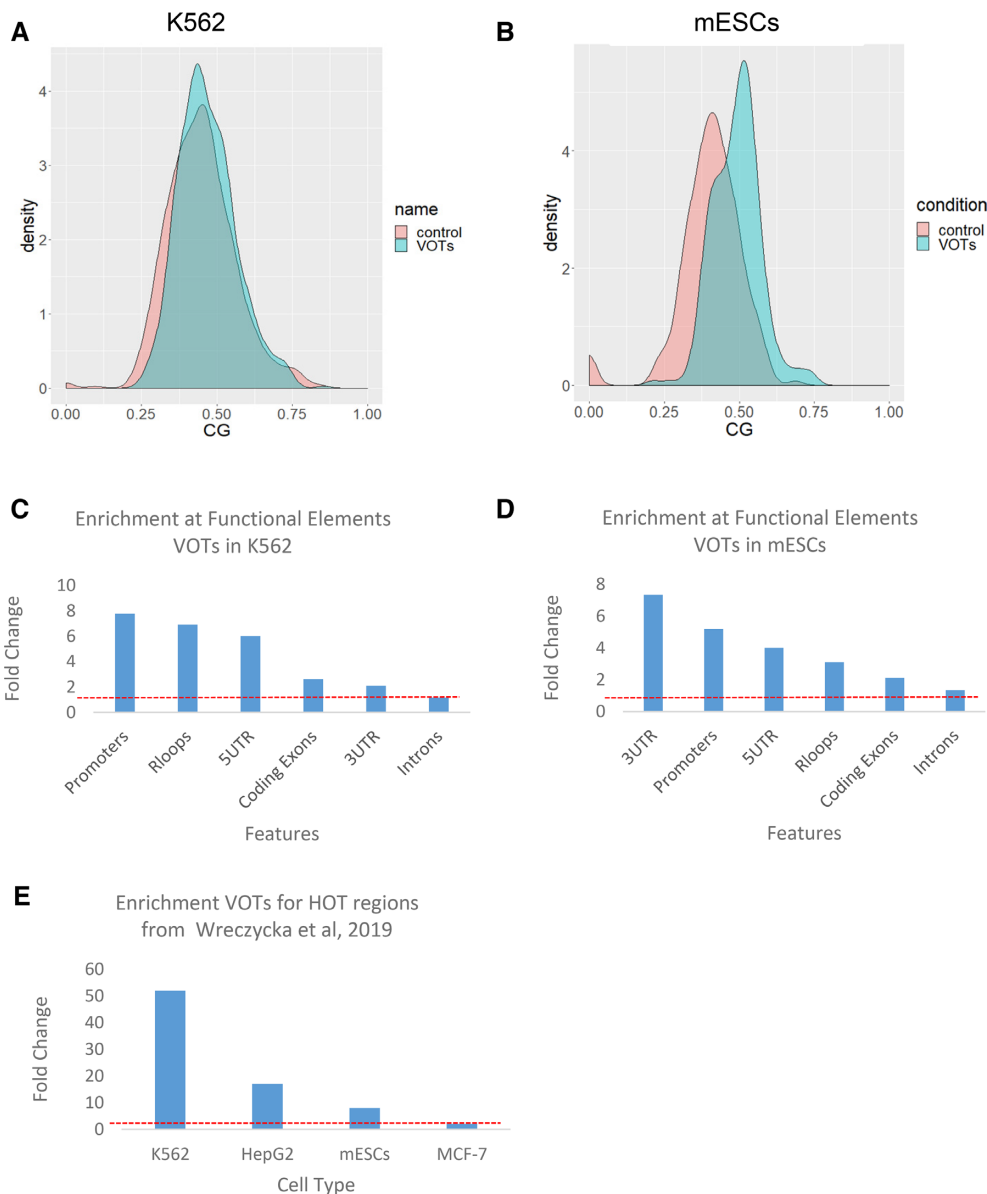 A
K562
4
3
2
1
0
density
0.00 0.25 0.50 0.75 1.00
CG
name
control
VOTs
B
mESCs
4
2
0
density
0.00 0.25 0.50 0.75 1.00
CG
condition
control
VOTs
C
Enrichment at Functional Elements
VOTs in K562
10
8
6
4
2
0
Fold Change
Promoters
Rloops
5UTR
Coding Exons
3UTR
Introns
Features
D
Enrichment at Functional Elements
VOTs in mESCs
8
6
4
2
0
Fold Change
3UTR
Promoters
5UTR
Rloops
Coding Exons
Introns
Features
E
Enrichment VOTs for HOT regions
from Wreczycka et al, 2019
60
50
40
30
20
10
0
Fold Change
K562 HepG2 mESCs MCF-7
Cell Type